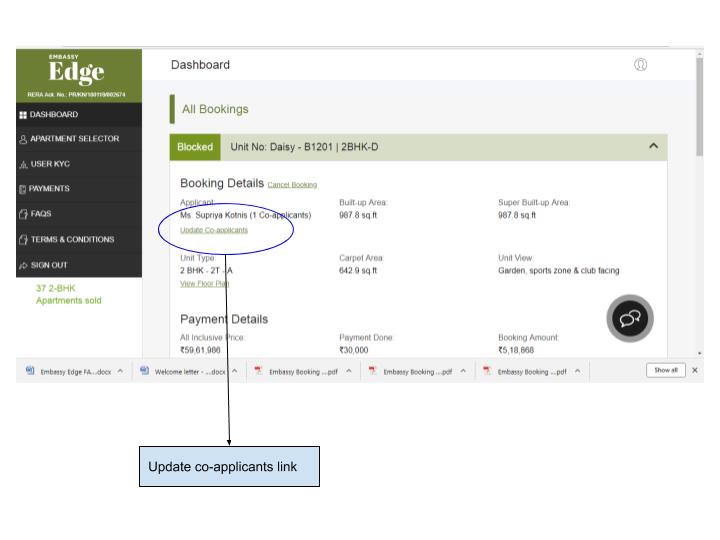 EMBASSY
Edge
RERA Ack. No.: PR/KN/180119/002674
DASHBOARD
APARTMENT SELECTOR
USER KYC
PAYMENTS
FAQS
TERMS & CONDITIONS
SIGN OUT
37 2-BHK
Apartments sold
Dashboard
All Bookings
Blocked Unit No: Daisy - B1201 | 2BHK-D
Booking Details Cancel Booking
Applicant: Built-up Area: Super Built-up Area:
Ms. Supriya Kotnis (1 Co-applicants) 987.8 sq.ft 987.8 sq.ft
Update Co-applicants
Unit Type: Carpet Area: Unit View:
2 BHK - 2T - A 642.9 sq.ft Garden, sports zone & club facing
View Floor Plan
Payment Details
All Inclusive Price: Payment Done: Booking Amount:
₹59,61,986 ₹30,000 ₹5,18,868
Embassy Edge FA....docx Welcome letter - ....docx Embassy Booking ....pdf Embassy Booking ....pdf Embassy Booking ....pdf Show all
Update co-applicants link